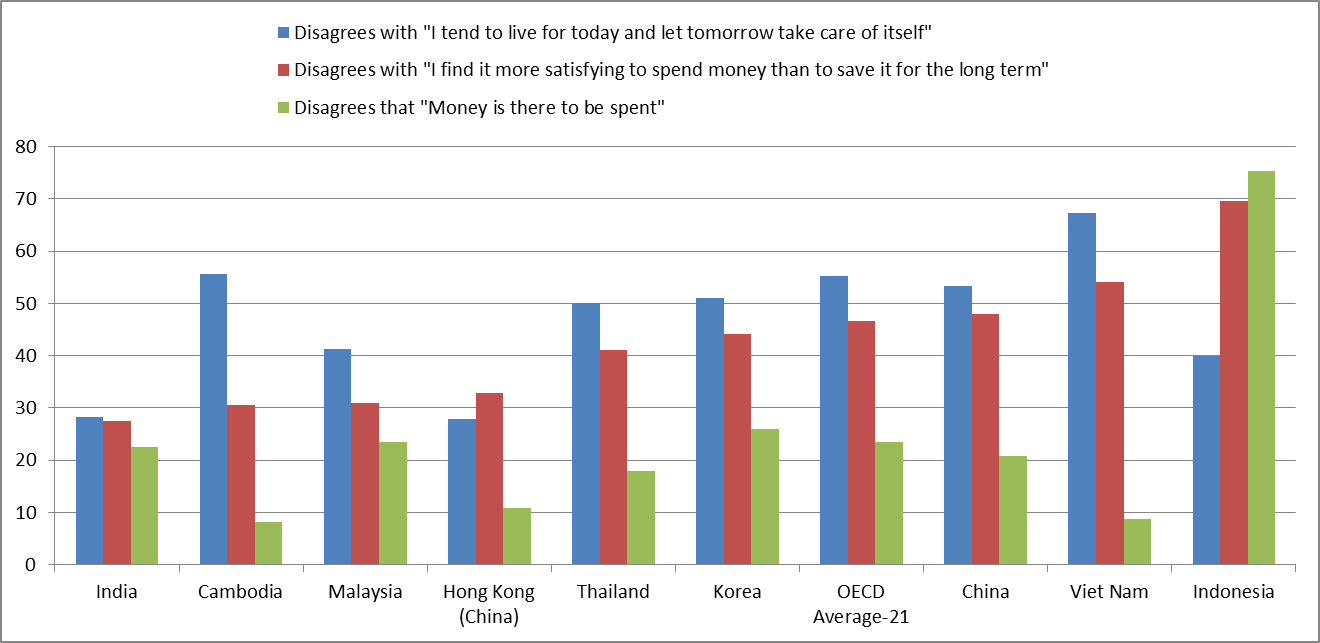 Disagrees with "I tend to live for today and let tomorrow take care of itself"
Disagrees with "I find it more satisfying to spend money than to save it for the long term"
Disagrees that "Money is there to be spent"
80
70
60
50
40
30
20
10
0
India Cambodia Malaysia Hong Kong Thailand Korea OECD China Viet Nam Indonesia
(China) Average-21